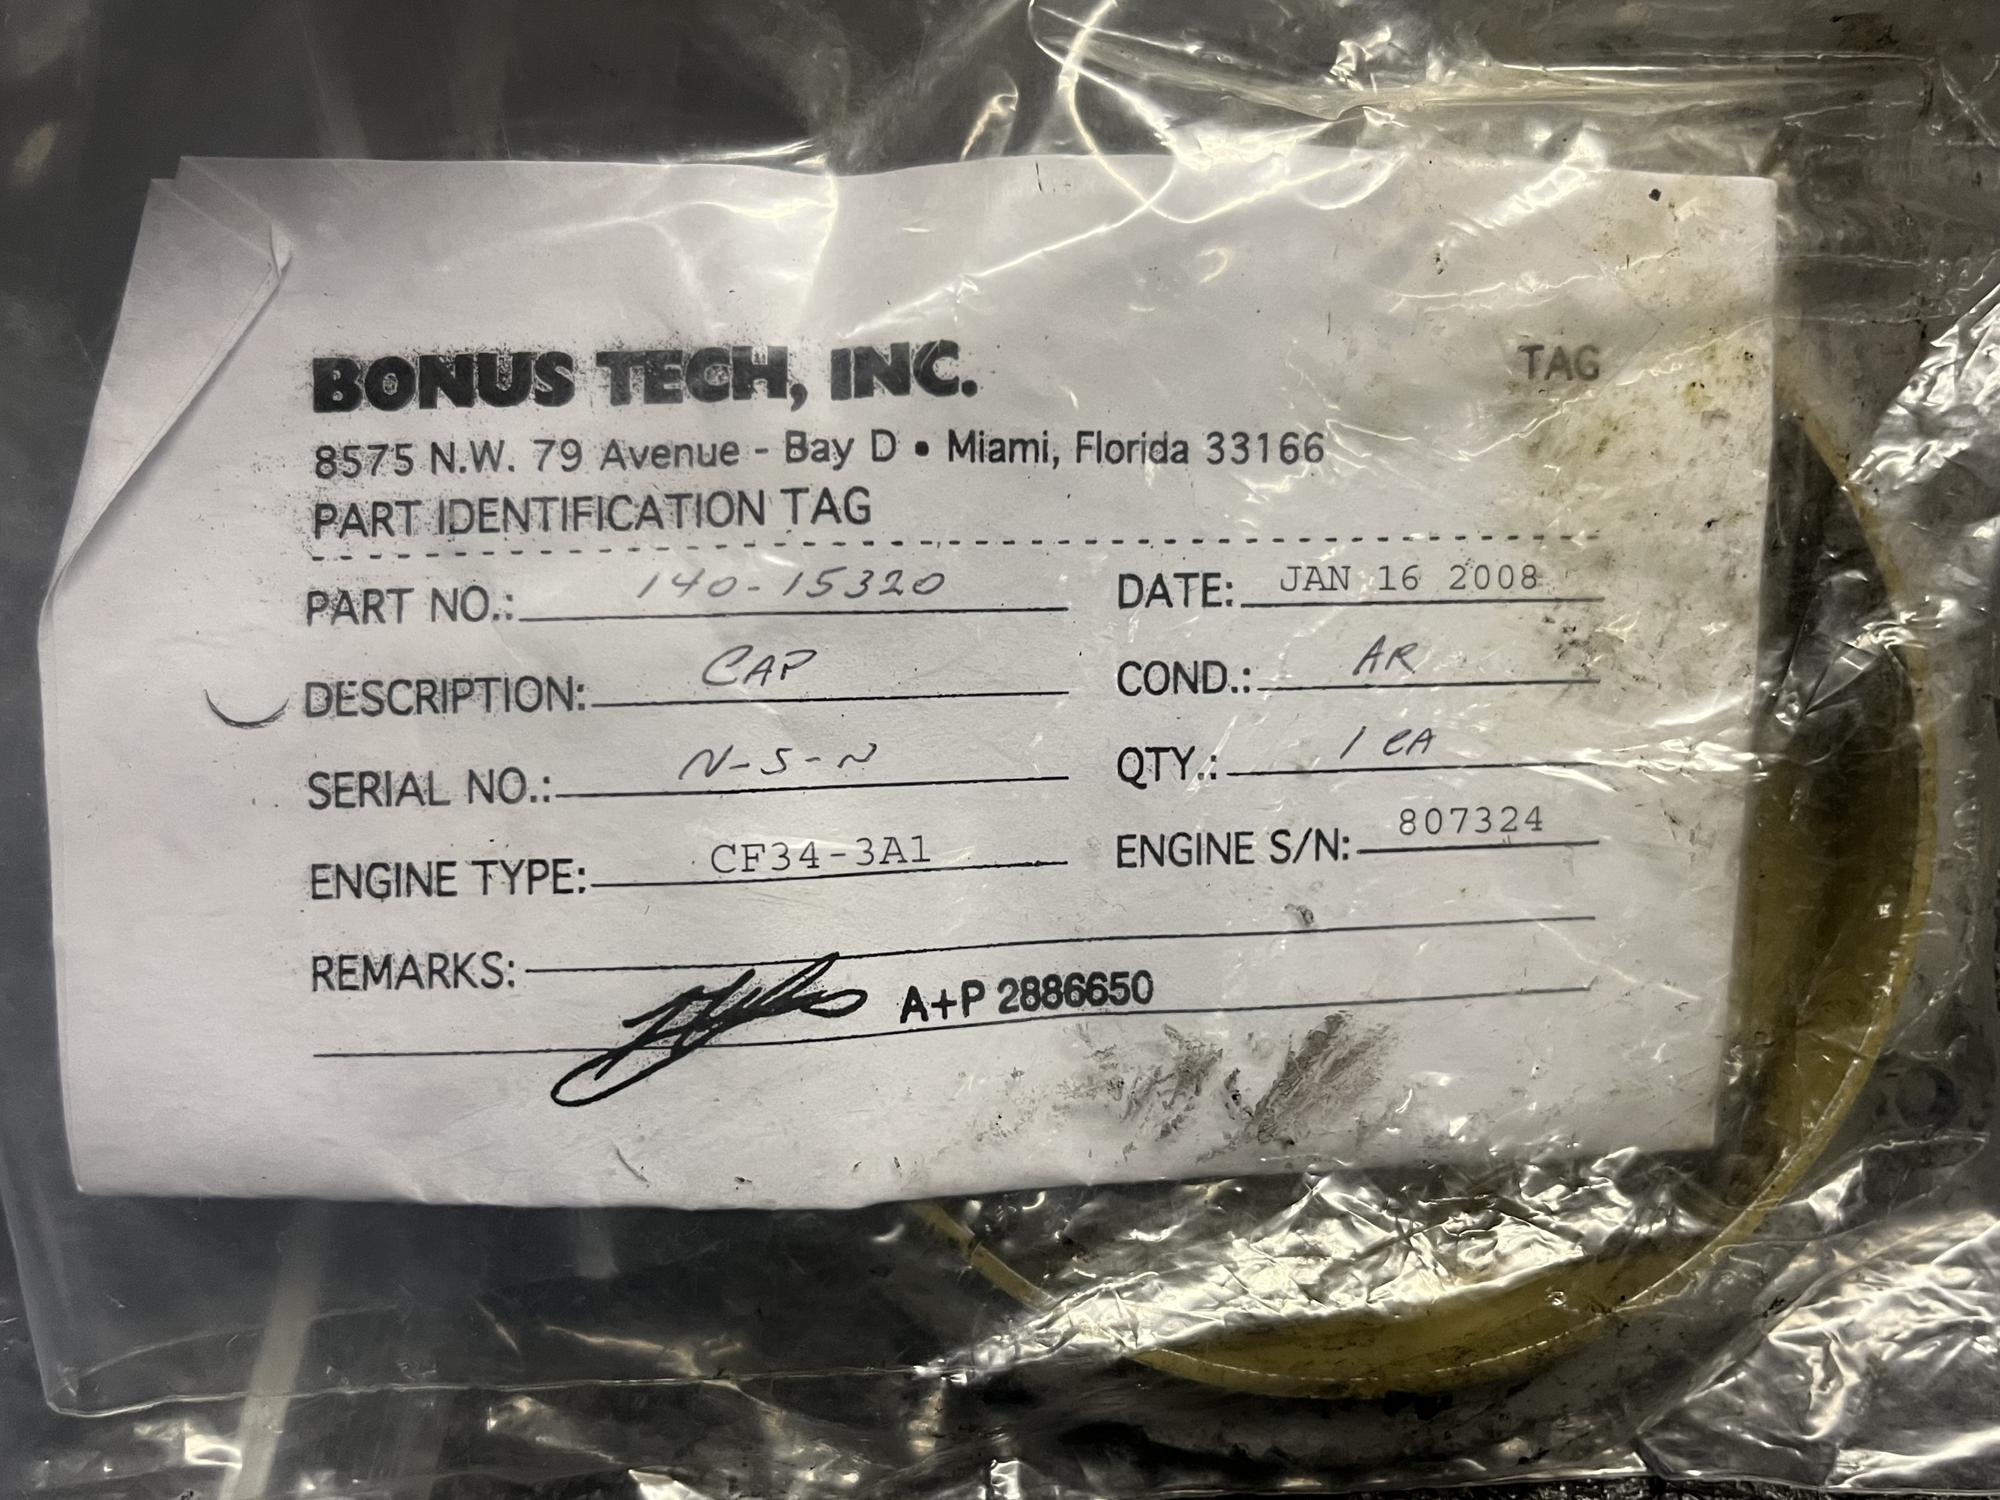 BONUS TECH, INC.
TAG
8575 N.W. 79 Avenue - Bay D • Miami, Florida 33166
PART IDENTIFICATION TAG
PART NO.: 140-15320 DATE: JAN 16 2008
DESCRIPTION: CAP COND.: AR
SERIAL NO.: N-S-N QTY.: 1 EA
ENGINE TYPE: CF34-3A1 ENGINE S/N: 807324
REMARKS:
A+P 2886650